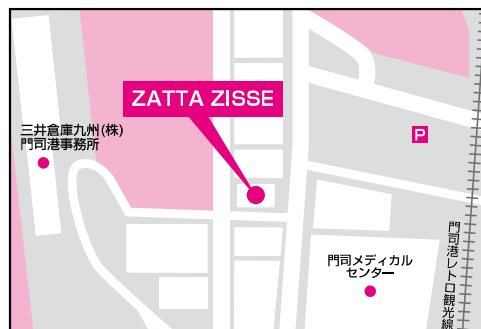 ZATTA ZISSE
三井倉庫九州(株)
門司港事務所
P
門司メディカル
センター
門司港レトロ観光線